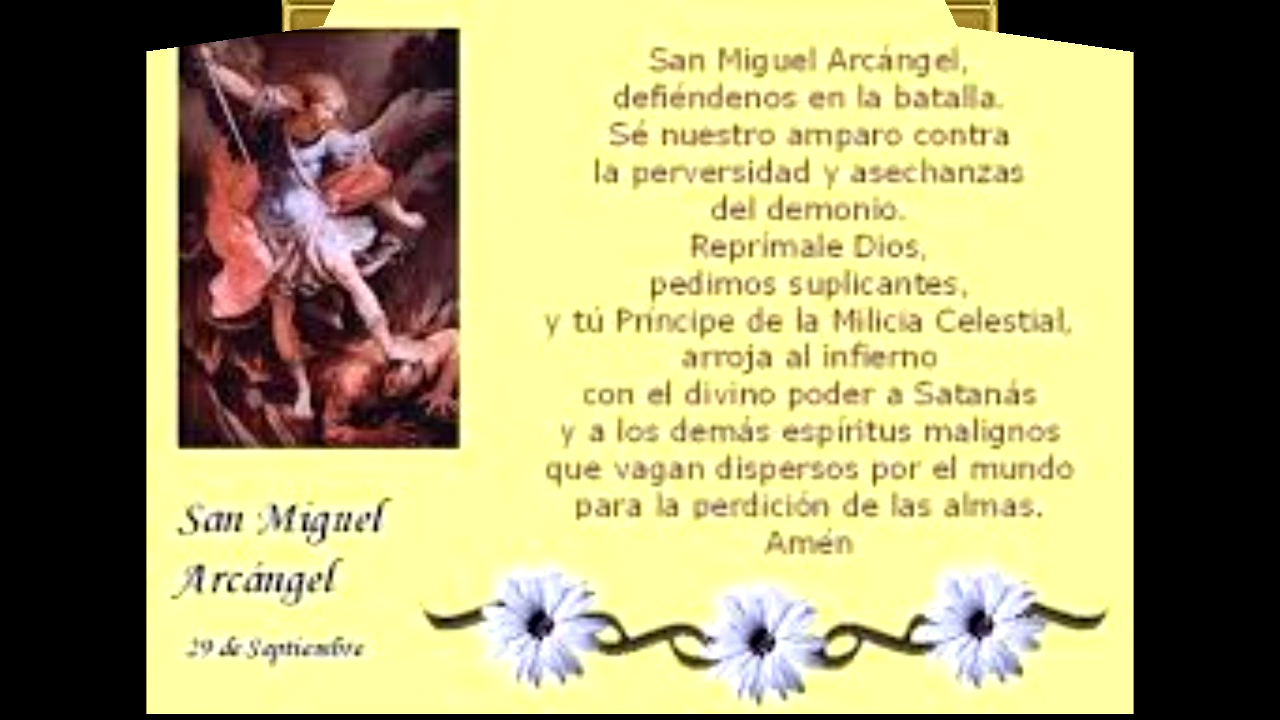 San Miguel Arcángel,
defiéndenos en la batalla.
Sé nuestro amparo contra
la perversidad y asechanzas
del demonio.
Reprímale Dios,
pedimos suplicantes,
y tú Príncipe de la Milicia Celestial,
arroja al infierno
con el divino poder a Satanás
y a los demás espíritus malignos
que vagan dispersos por el mundo
para la perdición de las almas.
Amén
San Miguel
Arcángel
29 de Septiembre